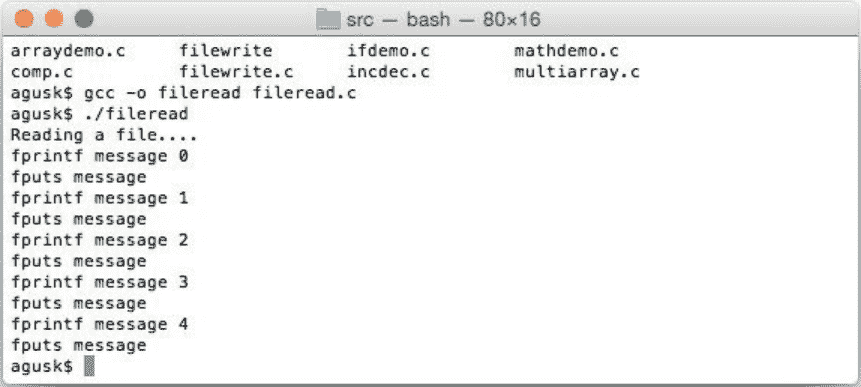 src — bash — 80×16
arraydemo.c filewrite ifdemo.c mathdemo.c
comp.c filewrite.c incdec.c multiarray.c
agusk$ gcc -o fileread fileread.c
agusk$ ./fileread
Reading a file....
fprintf message 0
fputs message
fprintf message 1
fputs message
fprintf message 2
fputs message
fprintf message 3
fputs message
fprintf message 4
fputs message
agusk$